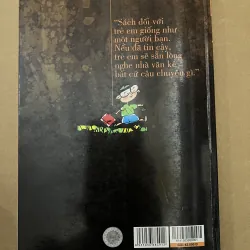 “Sách đối với
trẻ em giống như
một người bạn.
Nếu đã tin cậy,
trẻ em sẽ sẵn lòng
nghe nhà văn kể
bất cứ câu chuyện gì.”